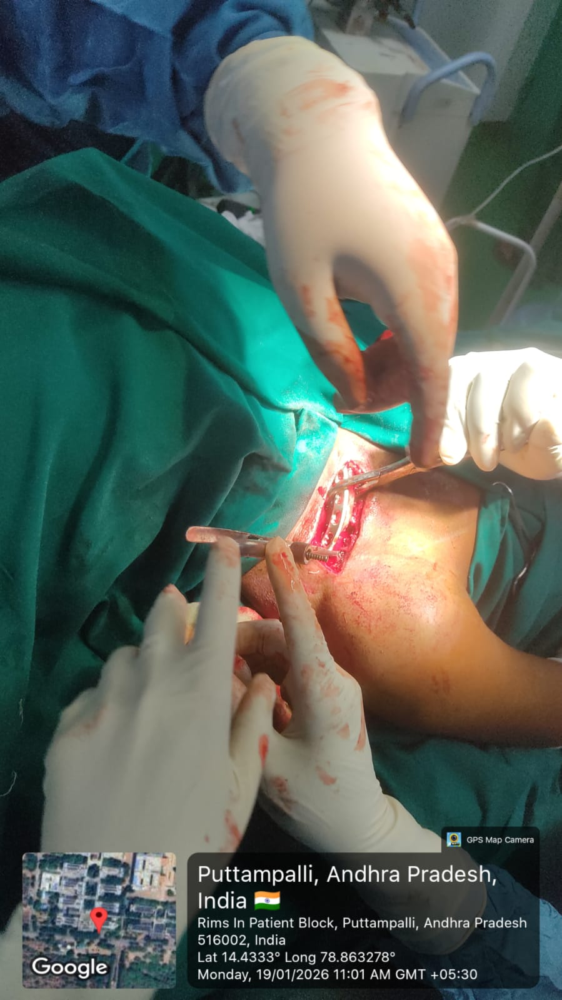 GPS Map Camera
Puttampalli, Andhra Pradesh,
India 🇮🇳
Rims In Patient Block, Puttampalli, Andhra Pradesh
516002, India
Lat 14.4333° Long 78.863278°
Monday, 19/01/2026 11:01 AM GMT +05:30
Google